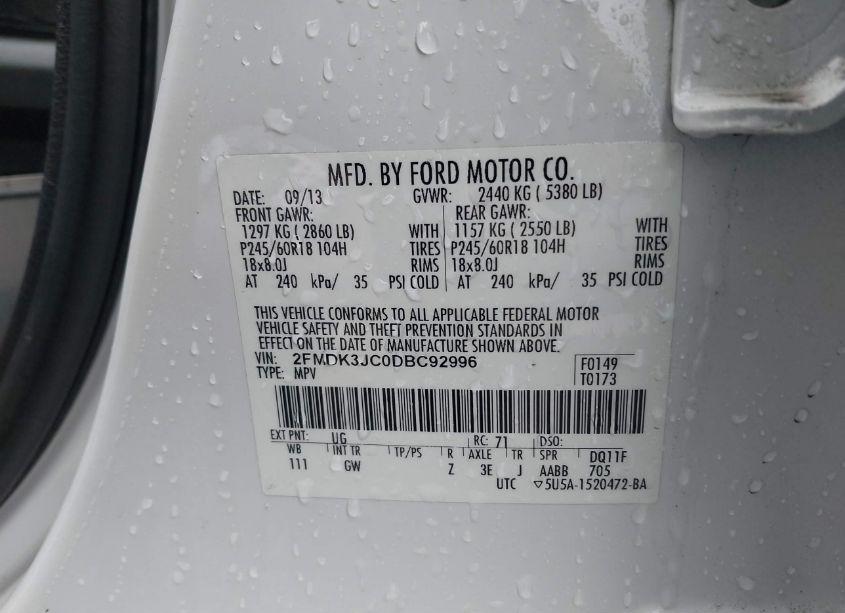 MFD. BY FORD MOTOR CO.
DATE: 09/13 GVWR: 2440 KG ( 5380 LB)
FRONT GAWR: REAR GAWR:
1297 KG ( 2860 LB) WITH 1157 KG ( 2550 LB) WITH
P245/60R18 104H TIRES P245/60R18 104H TIRES
18x8.0J RIMS 18x8.0J RIMS
AT 240 kPa/ 35 PSI COLD AT 240 kPa/ 35 PSI COLD
THIS VEHICLE CONFORMS TO ALL APPLICABLE FEDERAL MOTOR
VEHICLE SAFETY AND THEFT PREVENTION STANDARDS IN
EFFECT ON THE DATE OF MANUFACTURE SHOWN ABOVE.
VIN: 2FMDK3JC0DBC92996 F0149
TYPE: MPV T0173
EXT PNT: UG RC: 71 DSO:
WB INT TR TP/PS R AXLE TR SPR DQ11F
111 GW Z 3E J AABB 705
UTC ▽5U5A-1520472-BA